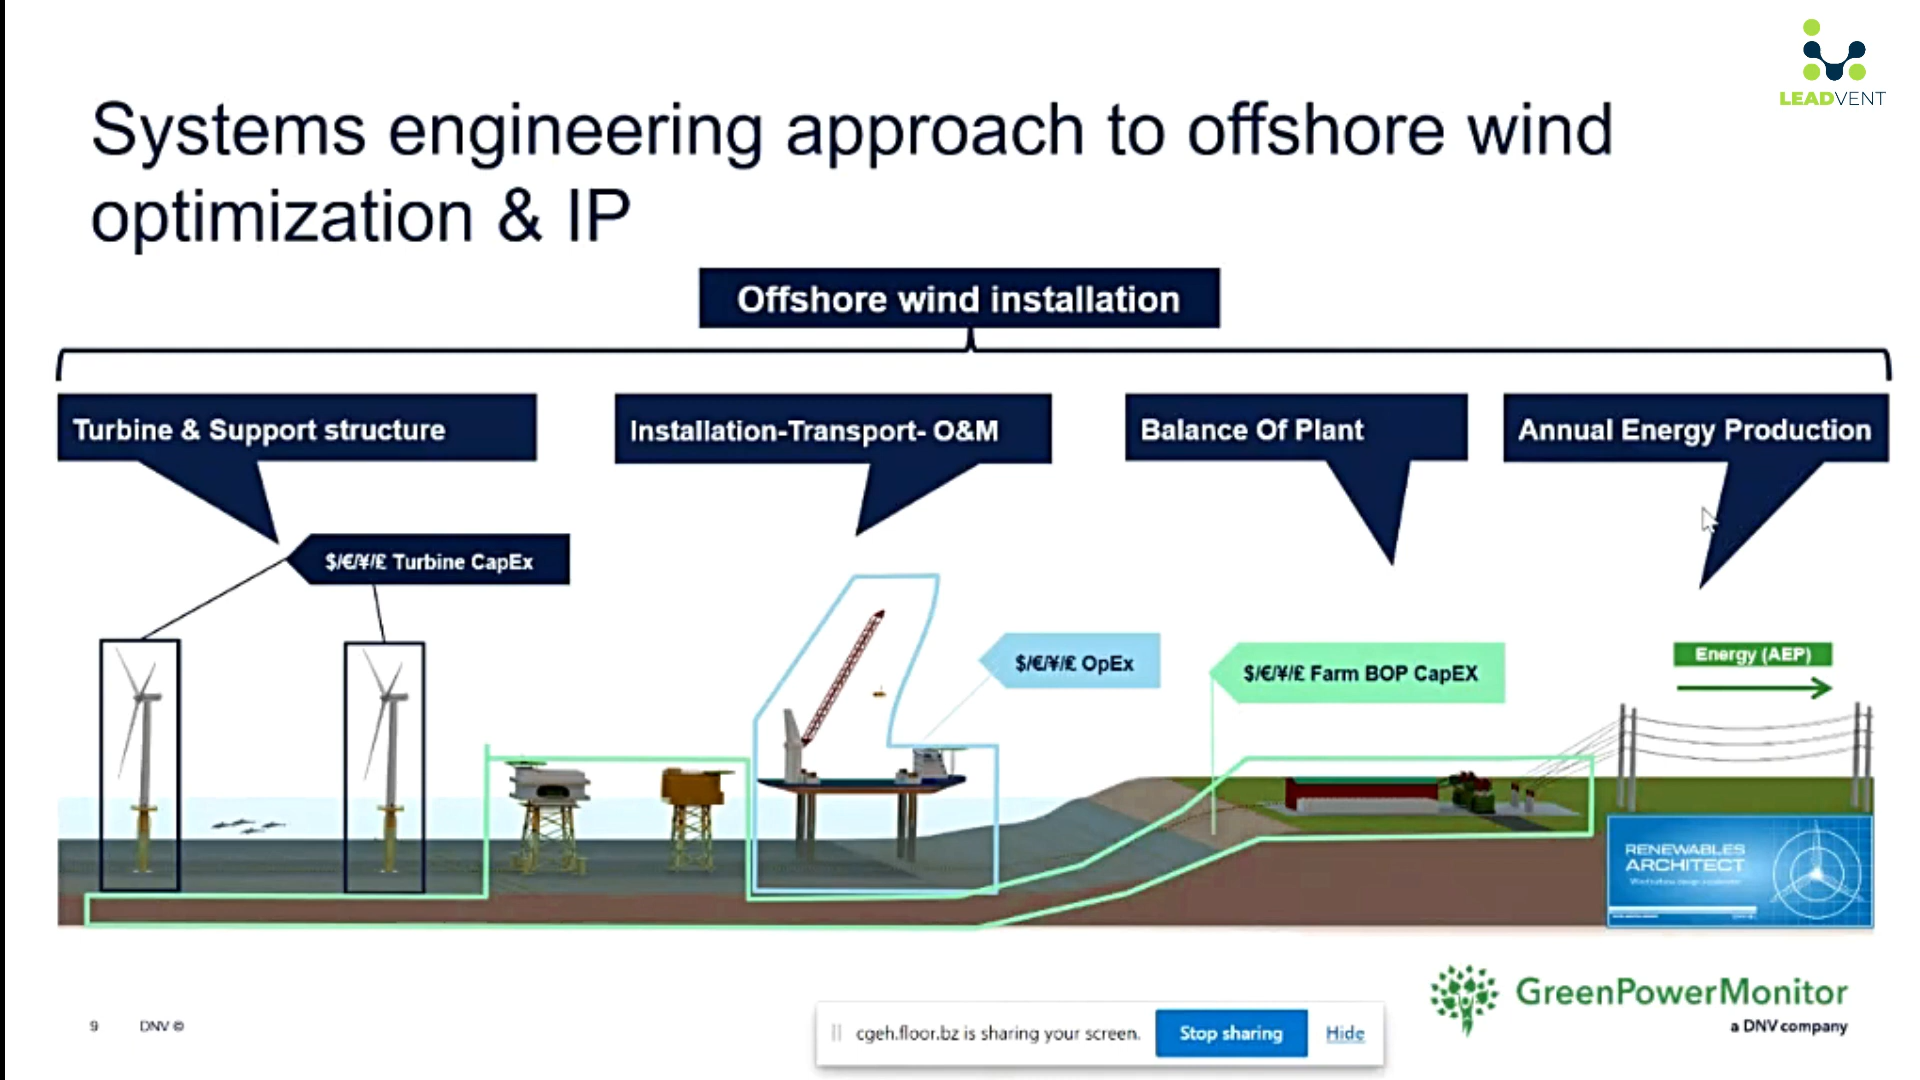 LEADVENT
Systems engineering approach to offshore wind
optimization & IP
Offshore wind installation
Turbine & Support structure
Installation-Transport- O&M
Balance Of Plant
Annual Energy Production
$/€/¥/£ Turbine CapEx
$/€/¥/£ OpEx
$/€/¥/£ Farm BOP CapEX
Energy (AEP)
RENEWABLES
ARCHITECT
GreenPowerMonitor
a DNV company
9
DNV ©
cgeh.floor.bz is sharing your screen.
Stop sharing
Hide